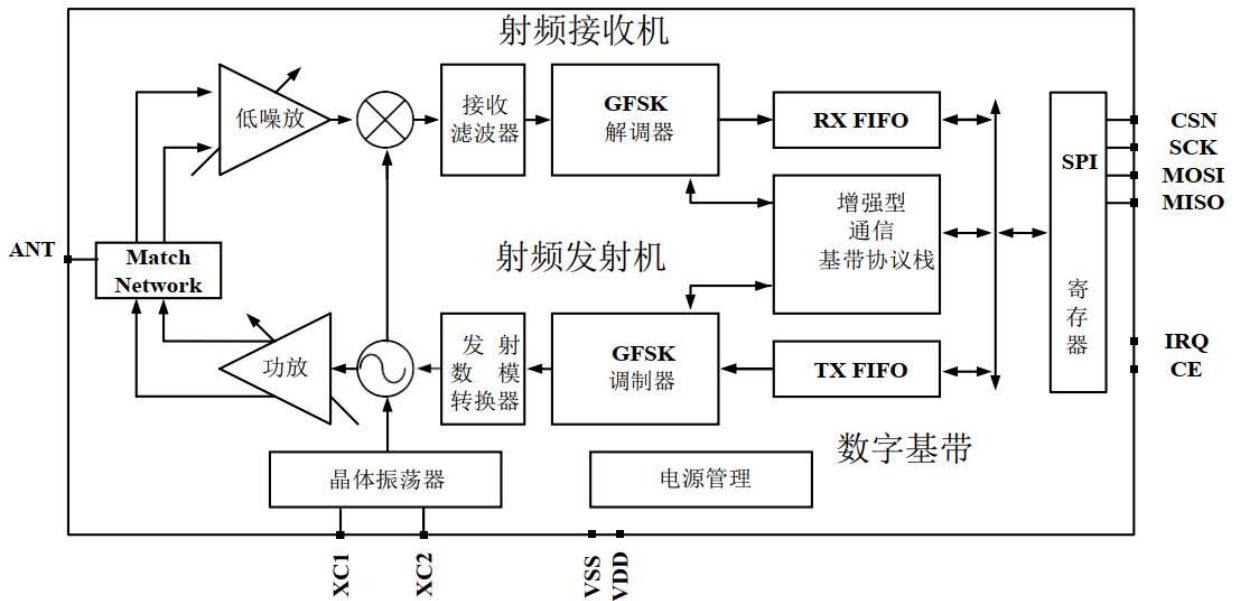 射频接收机
低噪放
接收
滤波器
GFSK
解调器
RX FIFO
SPI
寄
存
器
CSN
SCK
MOSI
MISO
增强型
通信
基带协议栈
ANT
Match
Network
射频发射机
功放
发 射
数 模
转换器
GFSK
调制器
TX FIFO
IRQ
CE
数字基带
晶体振荡器
电源管理
XC1
XC2
VSS
VDD